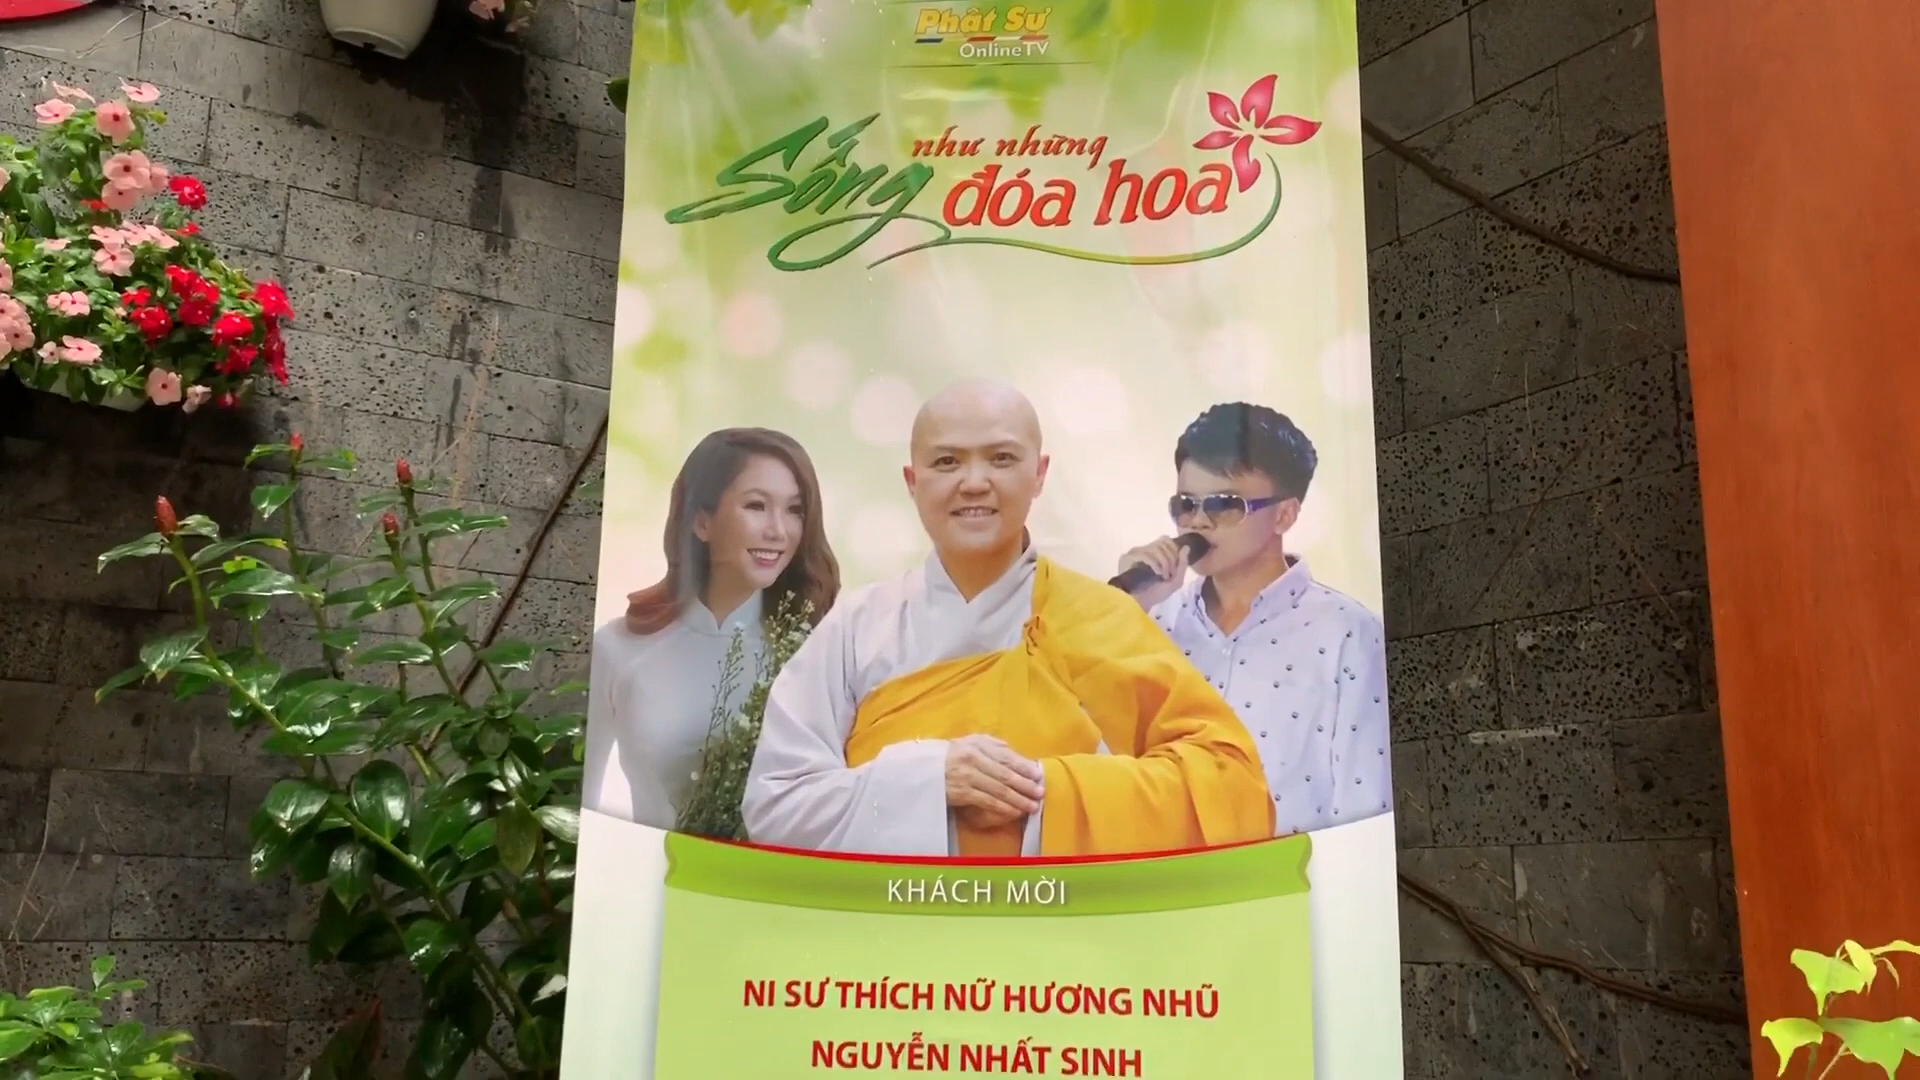 Phật Sự
OnlineTV
Sống như những
đóa hoa
KHÁCH MỜI
NI SƯ THÍCH NỮ HƯƠNG NHŨ
NGUYỄN NHẤT SINH